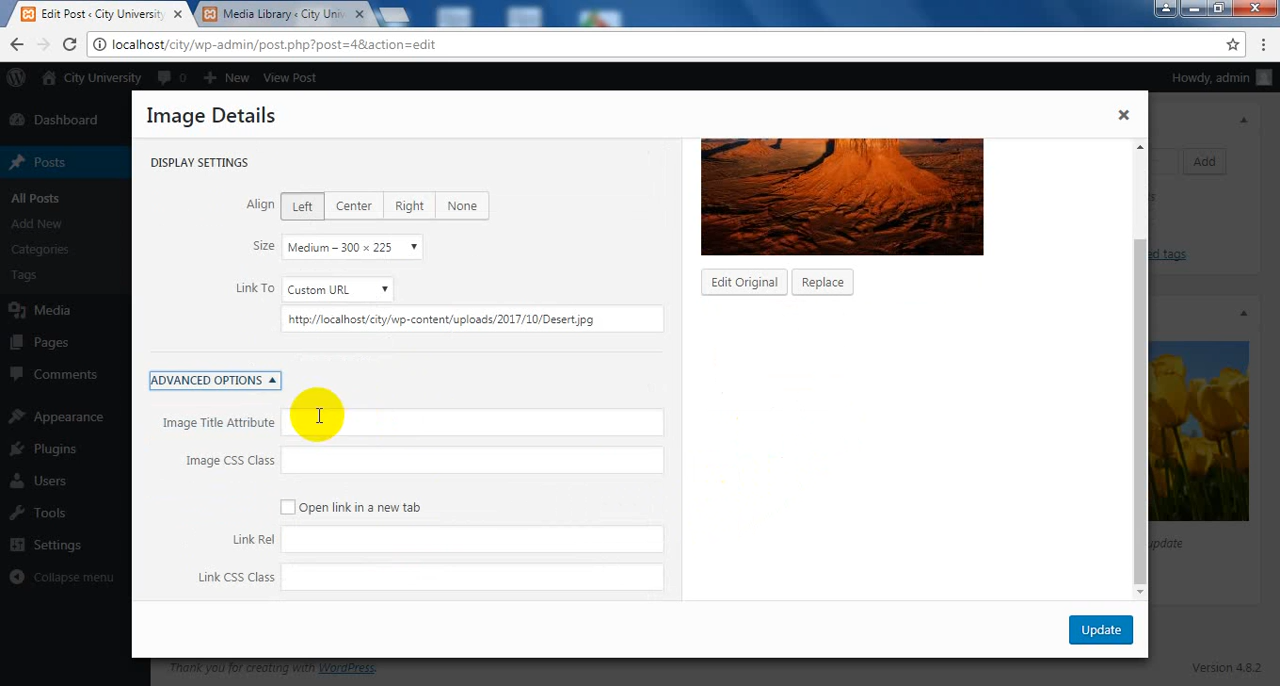 Edit Post ‹ City University
Media Library ‹ City Uni
localhost/city/wp-admin/post.php?post=4&action=edit
City University 0 New View Post Howdy, admin
Dashboard
Posts
All Posts
Add New
Categories
Tags
Media
Pages
Comments
Appearance
Plugins
Users
Tools
Settings
Collapse menu
Image Details
DISPLAY SETTINGS
Align Left Center Right None
Size Medium – 300 × 225
Link To Custom URL
http://localhost/city/wp-content/uploads/2017/10/Desert.jpg
ADVANCED OPTIONS
Image Title Attribute
Image CSS Class
Open link in a new tab
Link Rel
Link CSS Class
Edit Original Replace
Update
Add
ed tags
update
Thank you for creating with WordPress.
Version 4.8.2